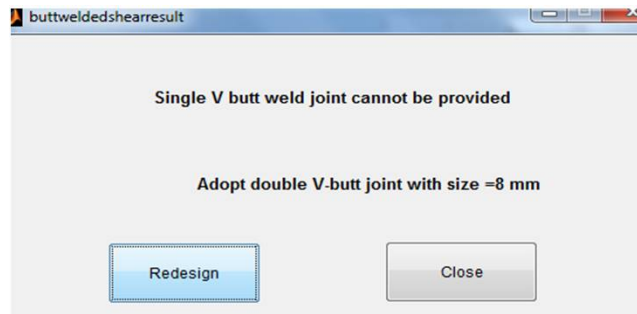 buttweldedshearresult
Single V butt weld joint cannot be provided
Adopt double V-butt joint with size =8 mm
Redesign
Close